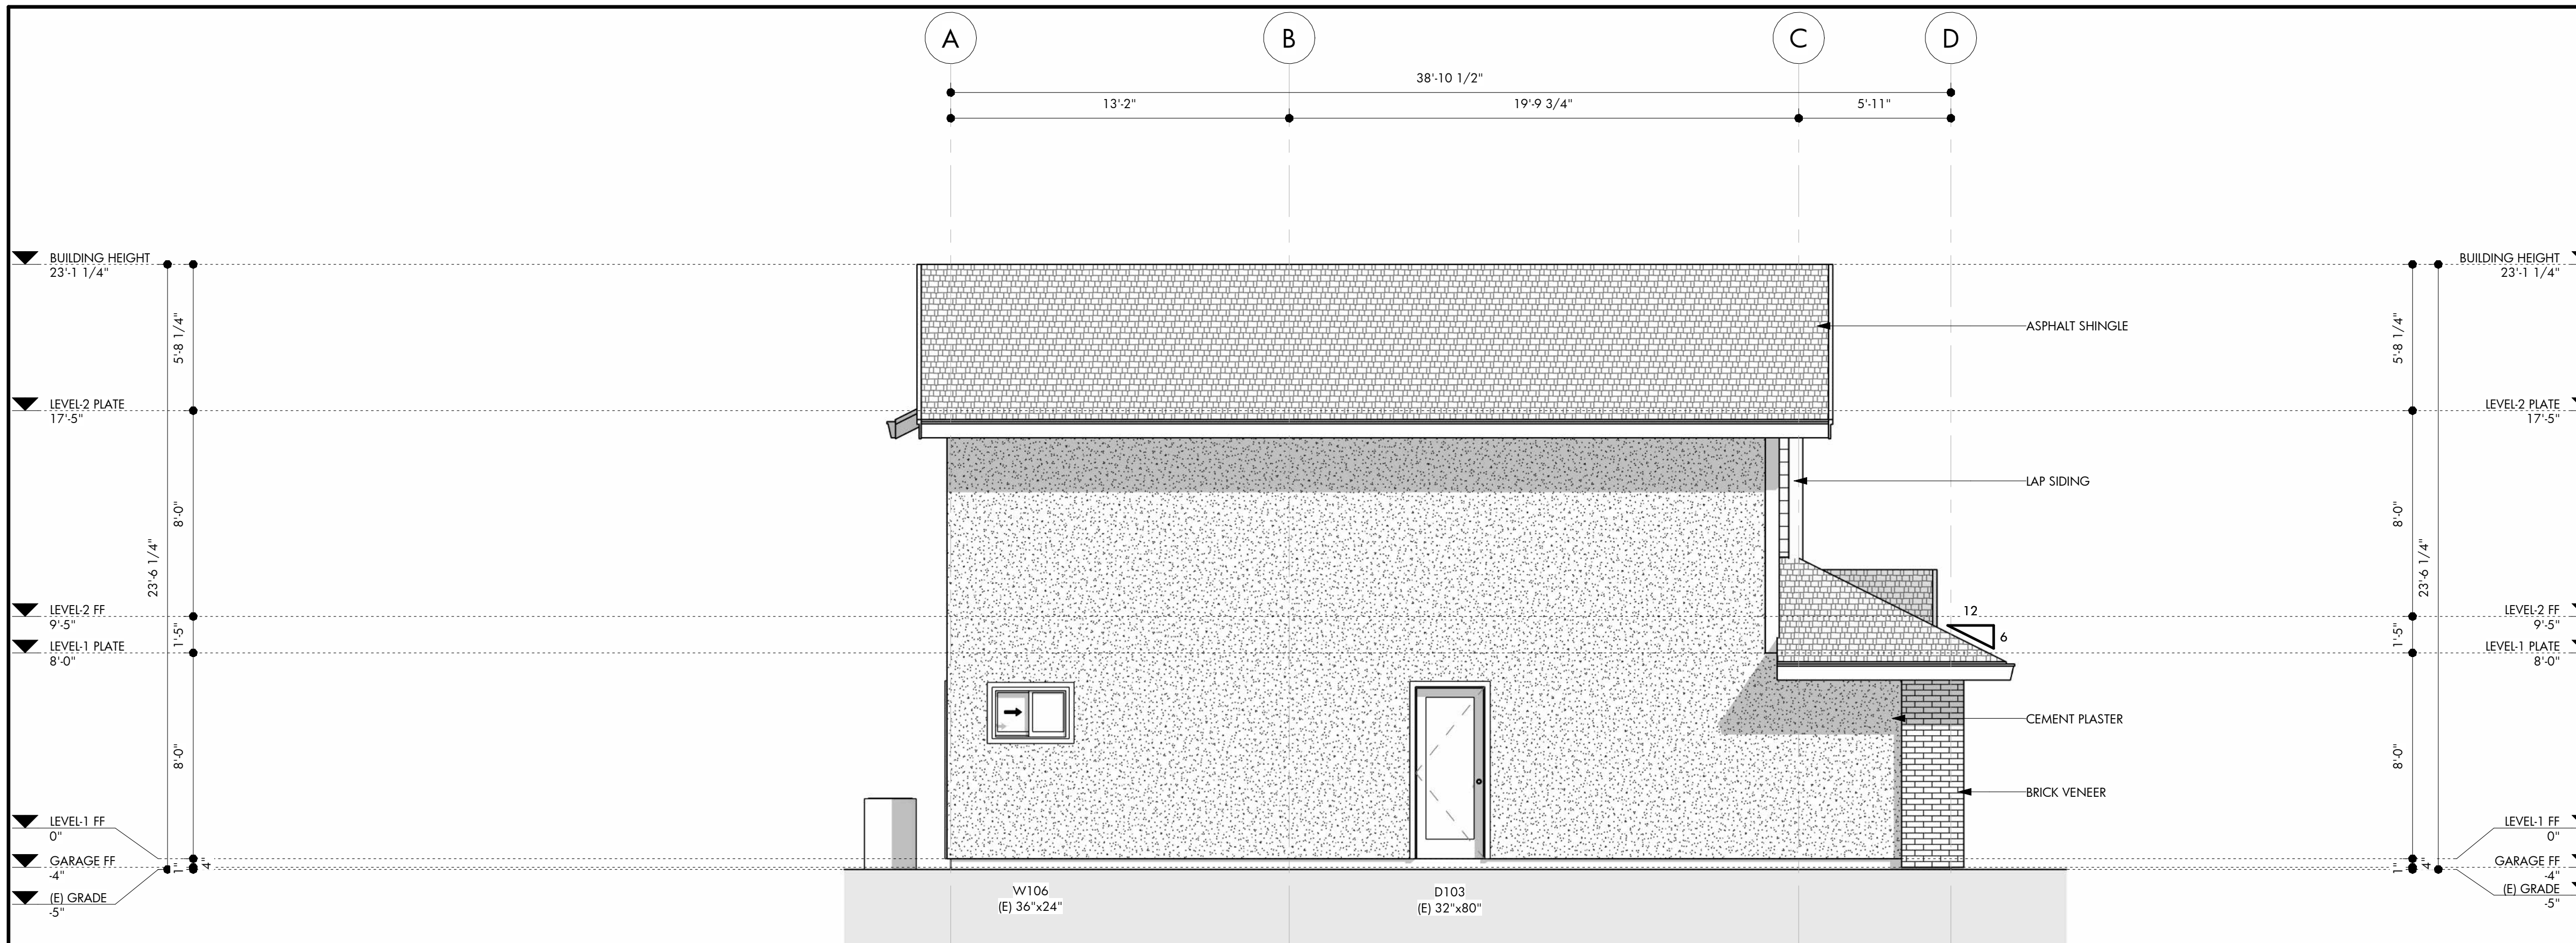 A
B
C
D
38'-10 1/2"
13'-2"
19'-9 3/4"
5'-11"
BUILDING HEIGHT
23'-1 1/4"
BUILDING HEIGHT
23'-1 1/4"
5'-8 1/4"
ASPHALT SHINGLE
5'-8 1/4"
LEVEL-2 PLATE
17'-5"
LEVEL-2 PLATE
17'-5"
LAP SIDING
8'-0"
8'-0"
23'-6 1/4"
23'-6 1/4"
LEVEL-2 FF
9'-5"
12
6
LEVEL-2 FF
9'-5"
1'-5"
1'-5"
LEVEL-1 PLATE
8'-0"
LEVEL-1 PLATE
8'-0"
CEMENT PLASTER
8'-0"
8'-0"
BRICK VENEER
LEVEL-1 FF
0"
LEVEL-1 FF
0"
GARAGE FF
-4"
1"
4"
1"
4"
GARAGE FF
-4"
(E) GRADE
-5"
(E) GRADE
-5"
W106
(E) 36"x24"
D103
(E) 32"x80"